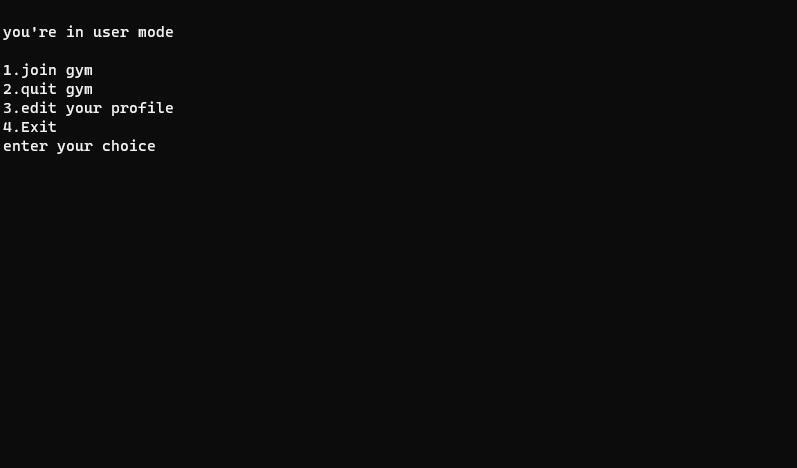 you're in user mode
1.join gym
2.quit gym
3.edit your profile
4.Exit
enter your choice